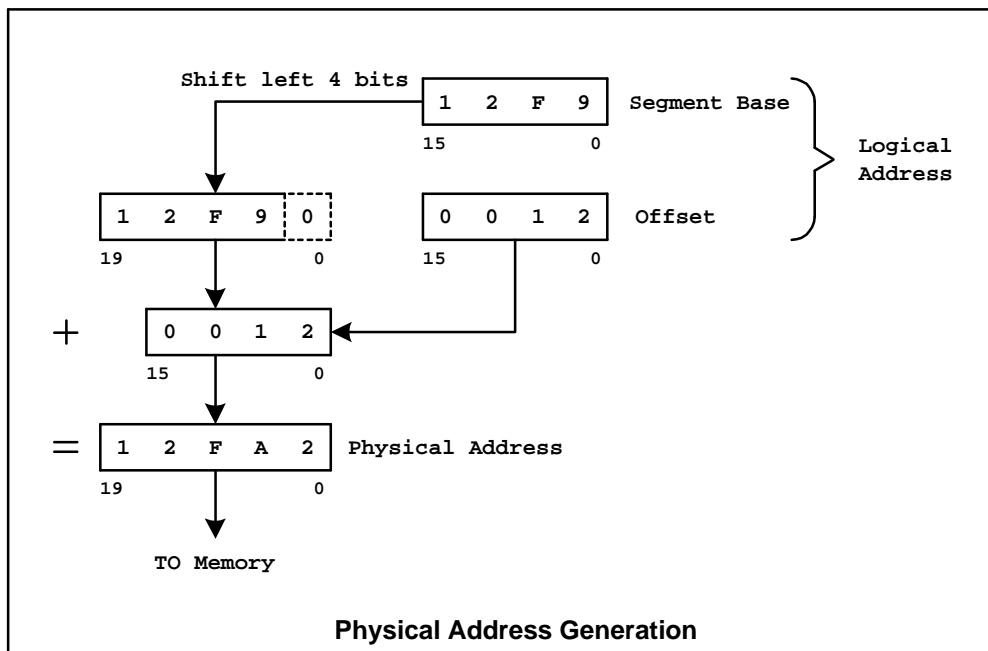 Shift left 4 bits
1 2 F 9 Segment Base
15 0
Logical
Address
1 2 F 9 0
0 0 1 2 Offset
19 0
15 0
+ 0 0 1 2
15 0
= 1 2 F A 2 Physical Address
19 0
TO Memory
Physical Address Generation